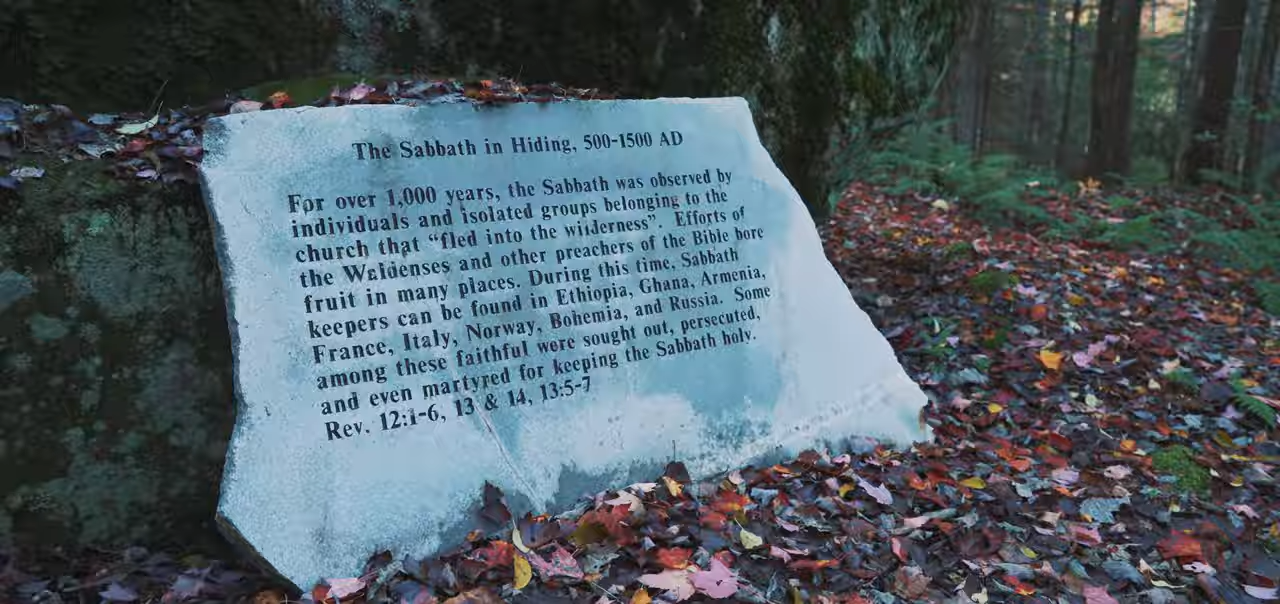 The Sabbath in Hiding, 500-1500 AD
For over 1,000 years, the Sabbath was observed by
individuals and isolated groups belonging to the
church that “fled into the wilderness”. Efforts of
the Waldenses and other preachers of the Bible bore
fruit in many places. During this time, Sabbath
keepers can be found in Ethiopia, Ghana, Armenia,
France, Italy, Norway, Bohemia, and Russia. Some
among these faithful were sought out, persecuted,
and even martyred for keeping the Sabbath holy.
Rev. 12:1-6, 13 & 14, 13:5-7